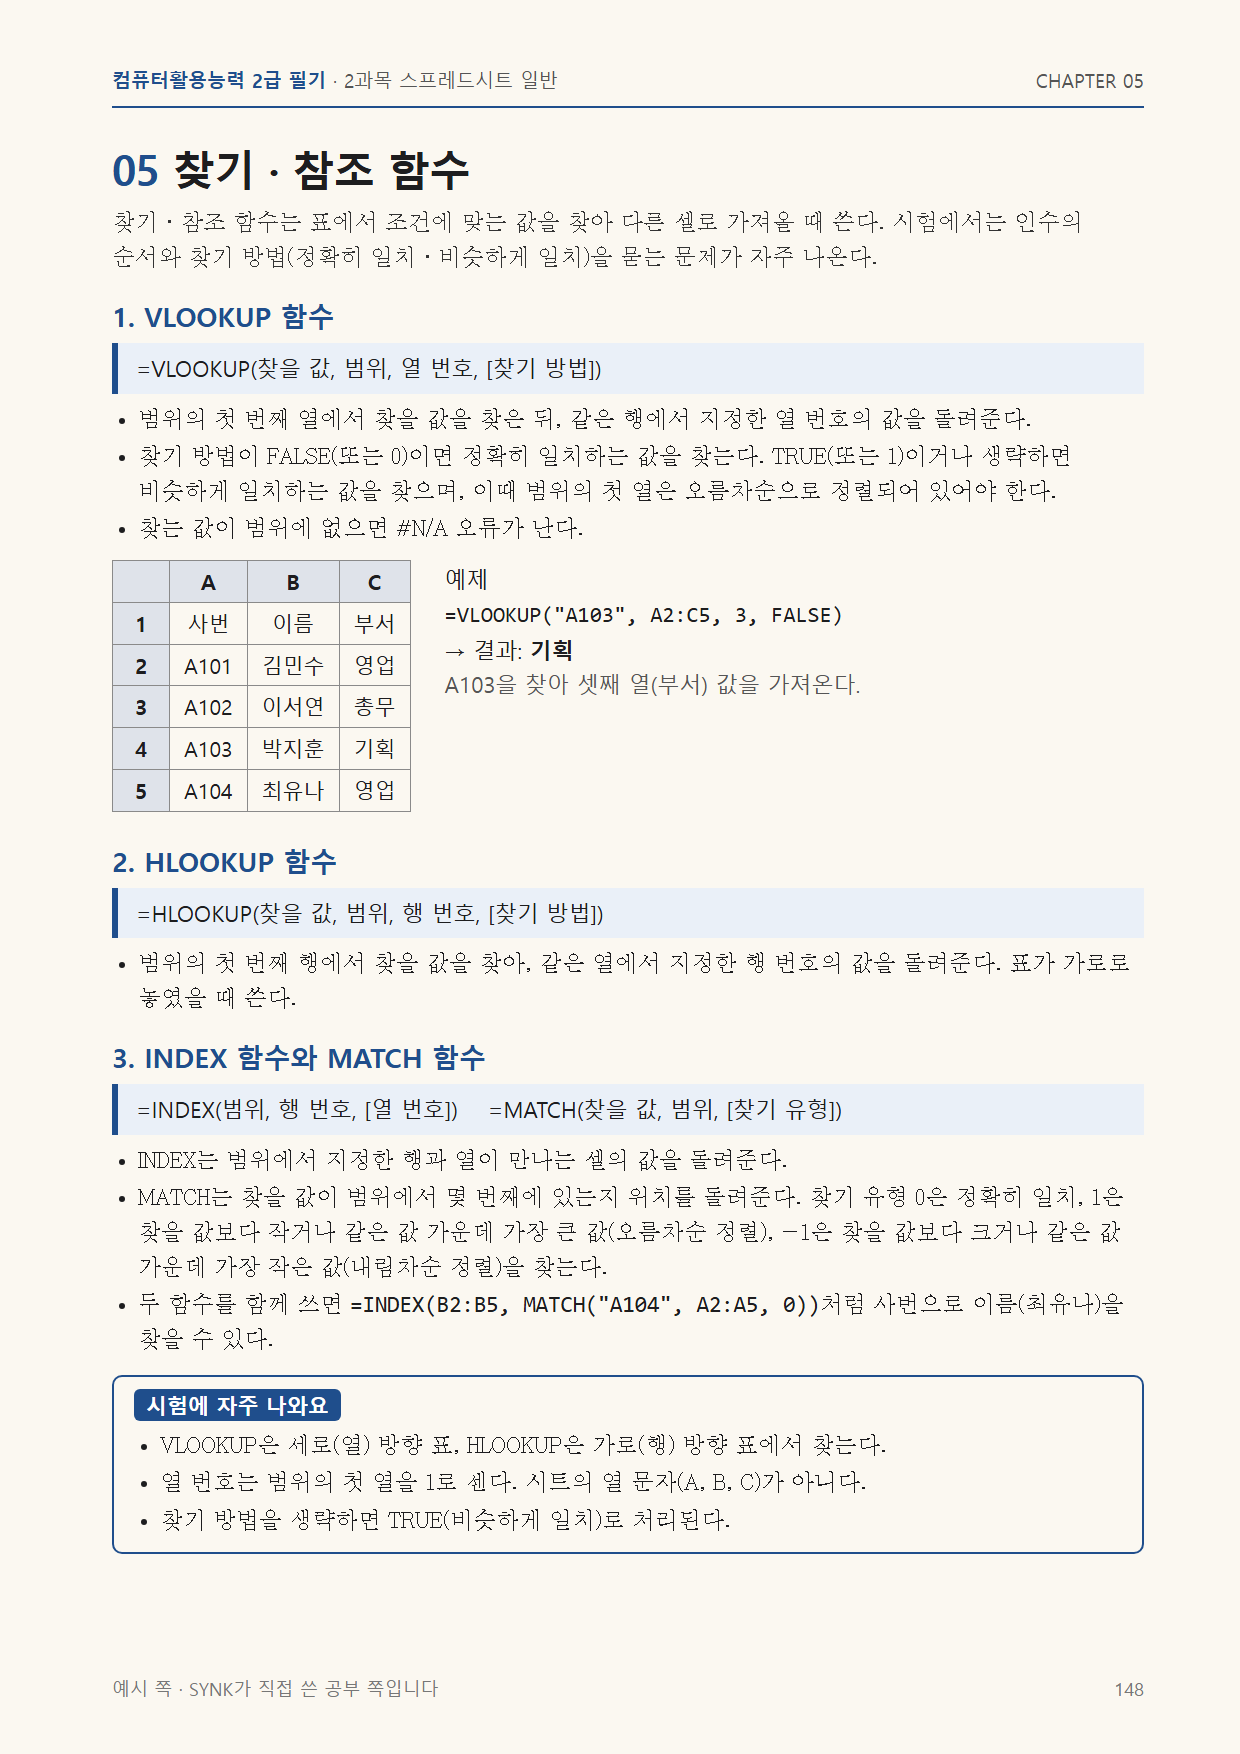 컴퓨터활용능력 2급 필기 · 2과목 스프레드시트 일반
CHAPTER 05
05 찾기 · 참조 함수
찾기 · 참조 함수는 표에서 조건에 맞는 값을 찾아 다른 셀로 가져올 때 쓴다. 시험에서는 인수의
순서와 찾기 방법(정확히 일치 · 비슷하게 일치)을 묻는 문제가 자주 나온다.
1. VLOOKUP 함수
=VLOOKUP(찾을 값, 범위, 열 번호, [찾기 방법])
• 범위의 첫 번째 열에서 찾을 값을 찾은 뒤, 같은 행에서 지정한 열 번호의 값을 돌려준다.
• 찾기 방법이 FALSE(또는 0)이면 정확히 일치하는 값을 찾는다. TRUE(또는 1)이거나 생략하면
비슷하게 일치하는 값을 찾으며, 이때 범위의 첫 열은 오름차순으로 정렬되어 있어야 한다.
• 찾는 값이 범위에 없으면 #N/A 오류가 난다.
A B C
1 사번 이름 부서
2 A101 김민수 영업
3 A102 이서연 총무
4 A103 박지훈 기획
5 A104 최유나 영업
예제
=VLOOKUP("A103", A2:C5, 3, FALSE)
→ 결과: 기획
A103을 찾아 셋째 열(부서) 값을 가져온다.
2. HLOOKUP 함수
=HLOOKUP(찾을 값, 범위, 행 번호, [찾기 방법])
• 범위의 첫 번째 행에서 찾을 값을 찾아, 같은 열에서 지정한 행 번호의 값을 돌려준다. 표가 가로로
놓였을 때 쓴다.
3. INDEX 함수와 MATCH 함수
=INDEX(범위, 행 번호, [열 번호]) =MATCH(찾을 값, 범위, [찾기 유형])
• INDEX는 범위에서 지정한 행과 열이 만나는 셀의 값을 돌려준다.
• MATCH는 찾을 값이 범위에서 몇 번째에 있는지 위치를 돌려준다. 찾기 유형 0은 정확히 일치, 1은
찾을 값보다 작거나 같은 값 가운데 가장 큰 값(오름차순 정렬), −1은 찾을 값보다 크거나 같은 값
가운데 가장 작은 값(내림차순 정렬)을 찾는다.
• 두 함수를 함께 쓰면 =INDEX(B2:B5, MATCH("A104", A2:A5, 0))처럼 사번으로 이름(최유나)을
찾을 수 있다.
시험에 자주 나와요
• VLOOKUP은 세로(열) 방향 표, HLOOKUP은 가로(행) 방향 표에서 찾는다.
• 열 번호는 범위의 첫 열을 1로 센다. 시트의 열 문자(A, B, C)가 아니다.
• 찾기 방법을 생략하면 TRUE(비슷하게 일치)로 처리된다.
예시 쪽 · SYNK가 직접 쓴 공부 쪽입니다
148